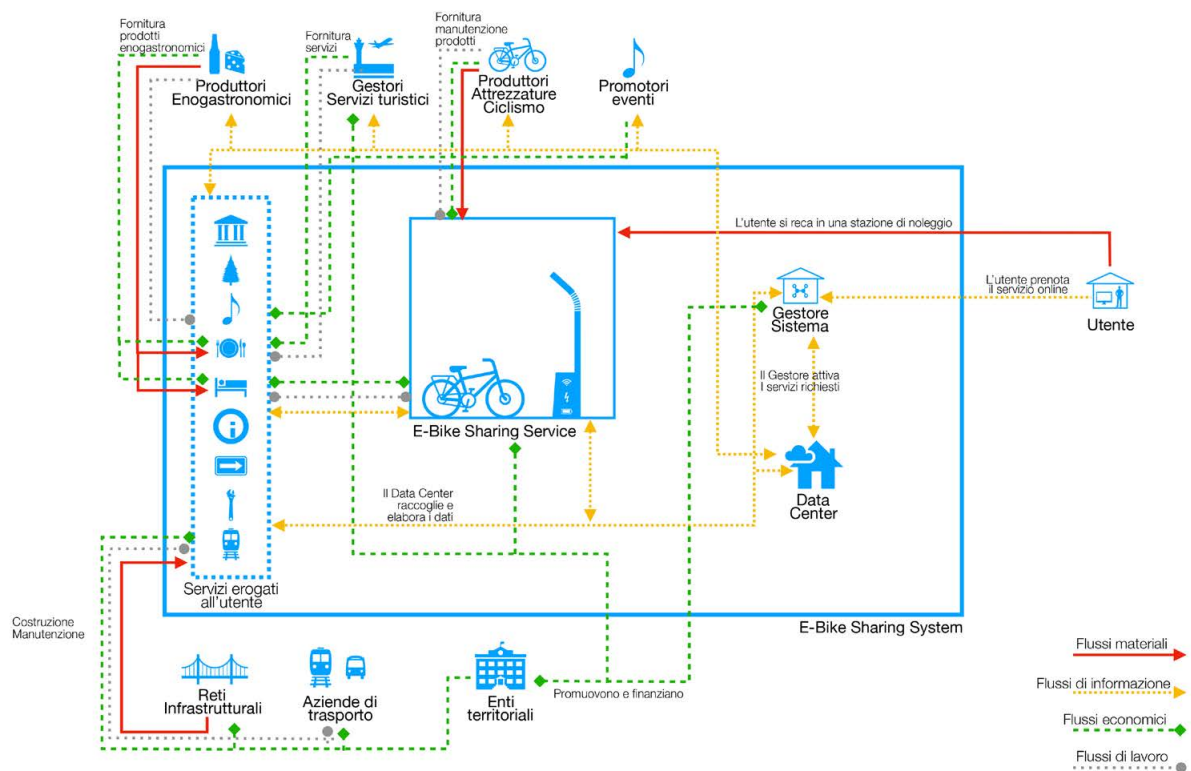 Fornitura
prodotti
enogastronomici
Fornitura
servizi
Fornitura
manutenzione
prodotti
Produttori
Enogastronomici
Gestori
Servizi turistici
Produttori
Attrezzature
Ciclismo
Promotori
eventi
L'utente si reca in una stazione di noleggio
L'utente prenota
il servizio online
Utente
Gestore
Sistema
Il Gestore attiva
I servizi richiesti
E-Bike Sharing Service
Il Data Center
raccoglie e
elabora i dati
Data
Center
Servizi erogati
all'utente
E-Bike Sharing System
Costruzione
Manutenzione
Reti
Infrastrutturali
Aziende di
trasporto
Enti
territoriali
Promuovono e finanziano
Flussi materiali
Flussi di informazione
Flussi economici
Flussi di lavoro